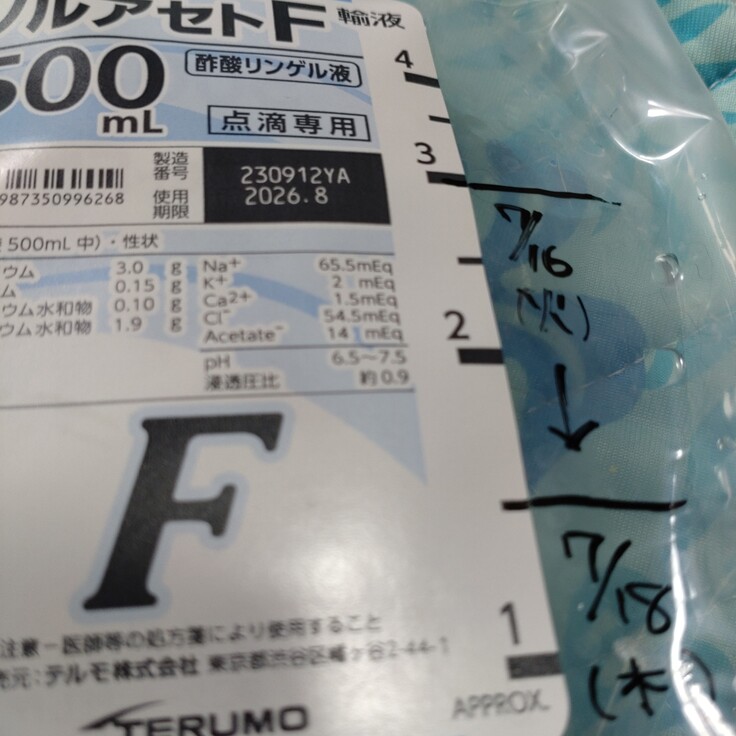 ルアセトF 輸液
500
mL
酢酸リンゲル液
点滴専用
製造
番号
230912YA
987350996268
使用
期限
2026.8
500mL 中)・性状
ウム 3.0 g
ム 0.15 g
ウム水和物 0.10 g
ウム水和物 1.9 g
Na⁺ 65.5mEq
K⁺ 2 mEq
Ca²⁺ 1.5mEq
Cl⁻ 54.5mEq
Acetate⁻ 14 mEq
pH 6.5〜7.5
浸透圧比 約0.9
F
注意-医師等の処方箋により使用すること
売元:テルモ株式会社 東京都渋谷区幡ヶ谷2-44-1
TERUMO
4
3
2
1
APPROX.
7/16
(火)
↓
7/18
(木)